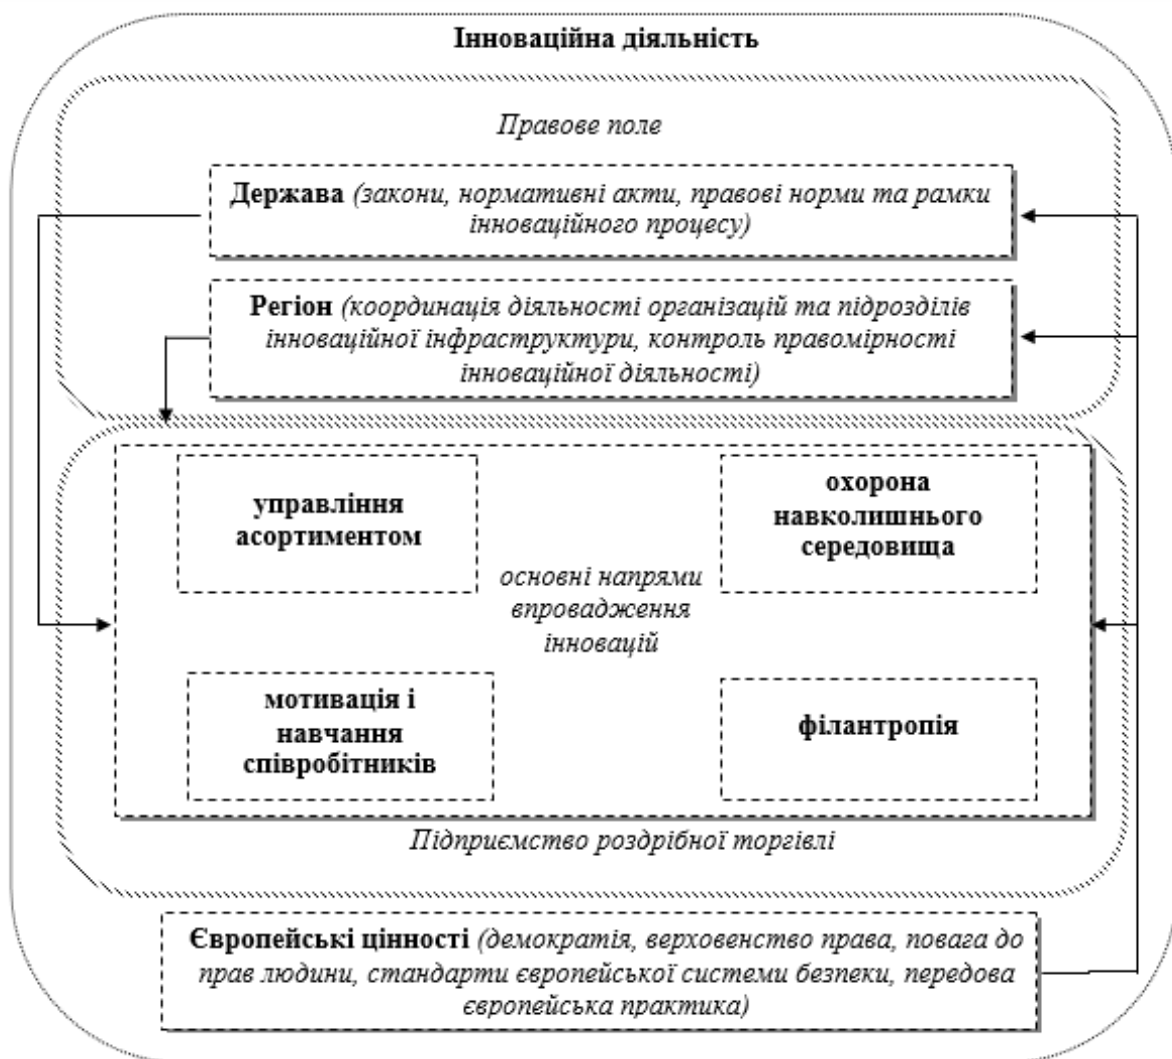 Інноваційна діяльність
Правове поле
Держава (закони, нормативні акти, правові норми та рамки
інноваційного процесу)
Регіон (координація діяльності організацій та підрозділів
інноваційної інфраструктури, контроль правомірності
інноваційної діяльності)
управління
асортиментом
охорона
навколишнього
середовища
основні напрями
впровадження
інновацій
мотивація і
навчання
співробітників
філантропія
Підприємство роздрібної торгівлі
Європейські цінності (демократія, верховенство права, повага до
прав людини, стандарти європейської системи безпеки, передова
європейська практика)